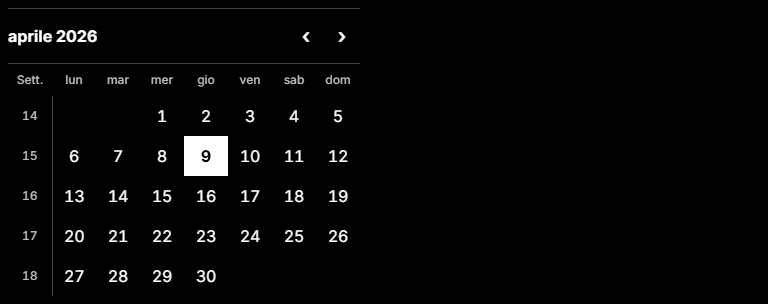 aprile 2026 ‹ ›
Sett. lun mar mer gio ven sab dom
14 1 2 3 4 5
15 6 7 8 9 10 11 12
16 13 14 15 16 17 18 19
17 20 21 22 23 24 25 26
18 27 28 29 30